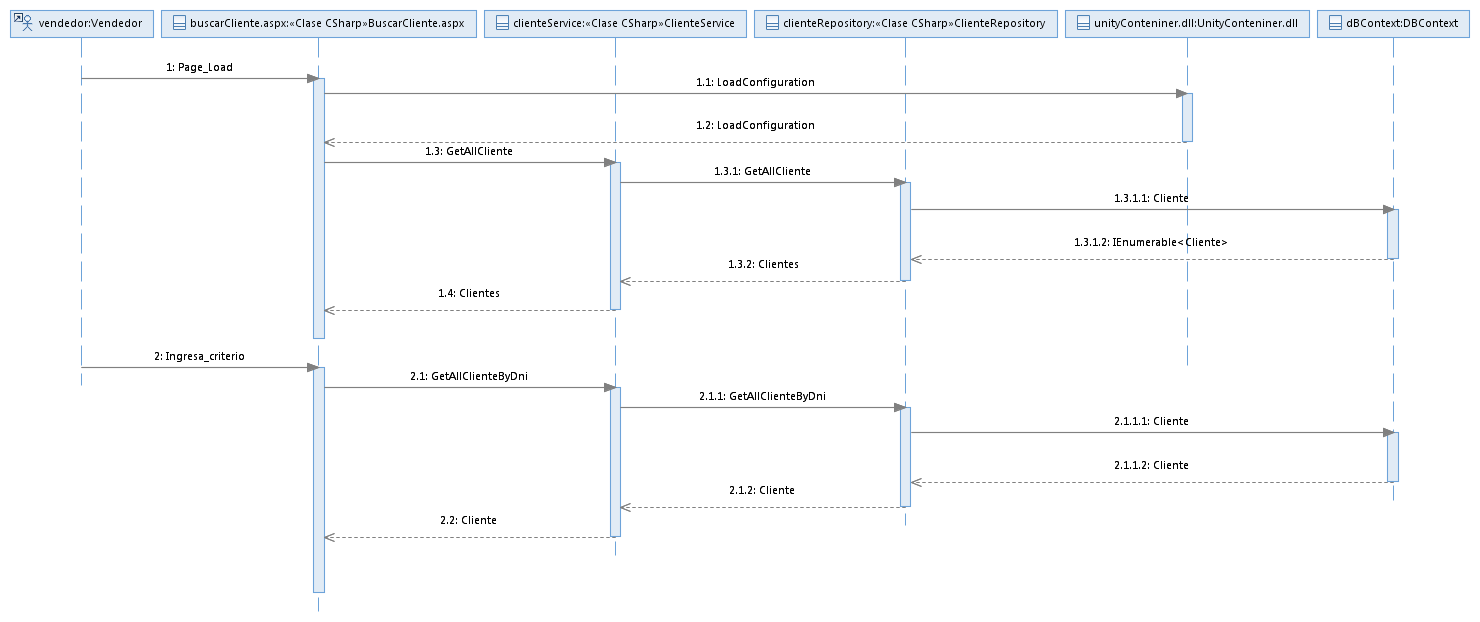 vendedor:Vendedor
buscarCliente.aspx:«Clase CSharp»BuscarCliente.aspx
clienteService:«Clase CSharp»ClienteService
clienteRepository:«Clase CSharp»ClienteRepository
unityConteniner.dll:UnityConteniner.dll
dBContext:DBContext
1: Page_Load
1.1: LoadConfiguration
1.2: LoadConfiguration
1.3: GetAllCliente
1.3.1: GetAllCliente
1.3.1.1: Cliente
1.3.1.2: IEnumerable<Cliente>
1.3.2: Clientes
1.4: Clientes
2: Ingresa_criterio
2.1: GetAllClienteByDni
2.1.1: GetAllClienteByDni
2.1.1.1: Cliente
2.1.1.2: Cliente
2.1.2: Cliente
2.2: Cliente